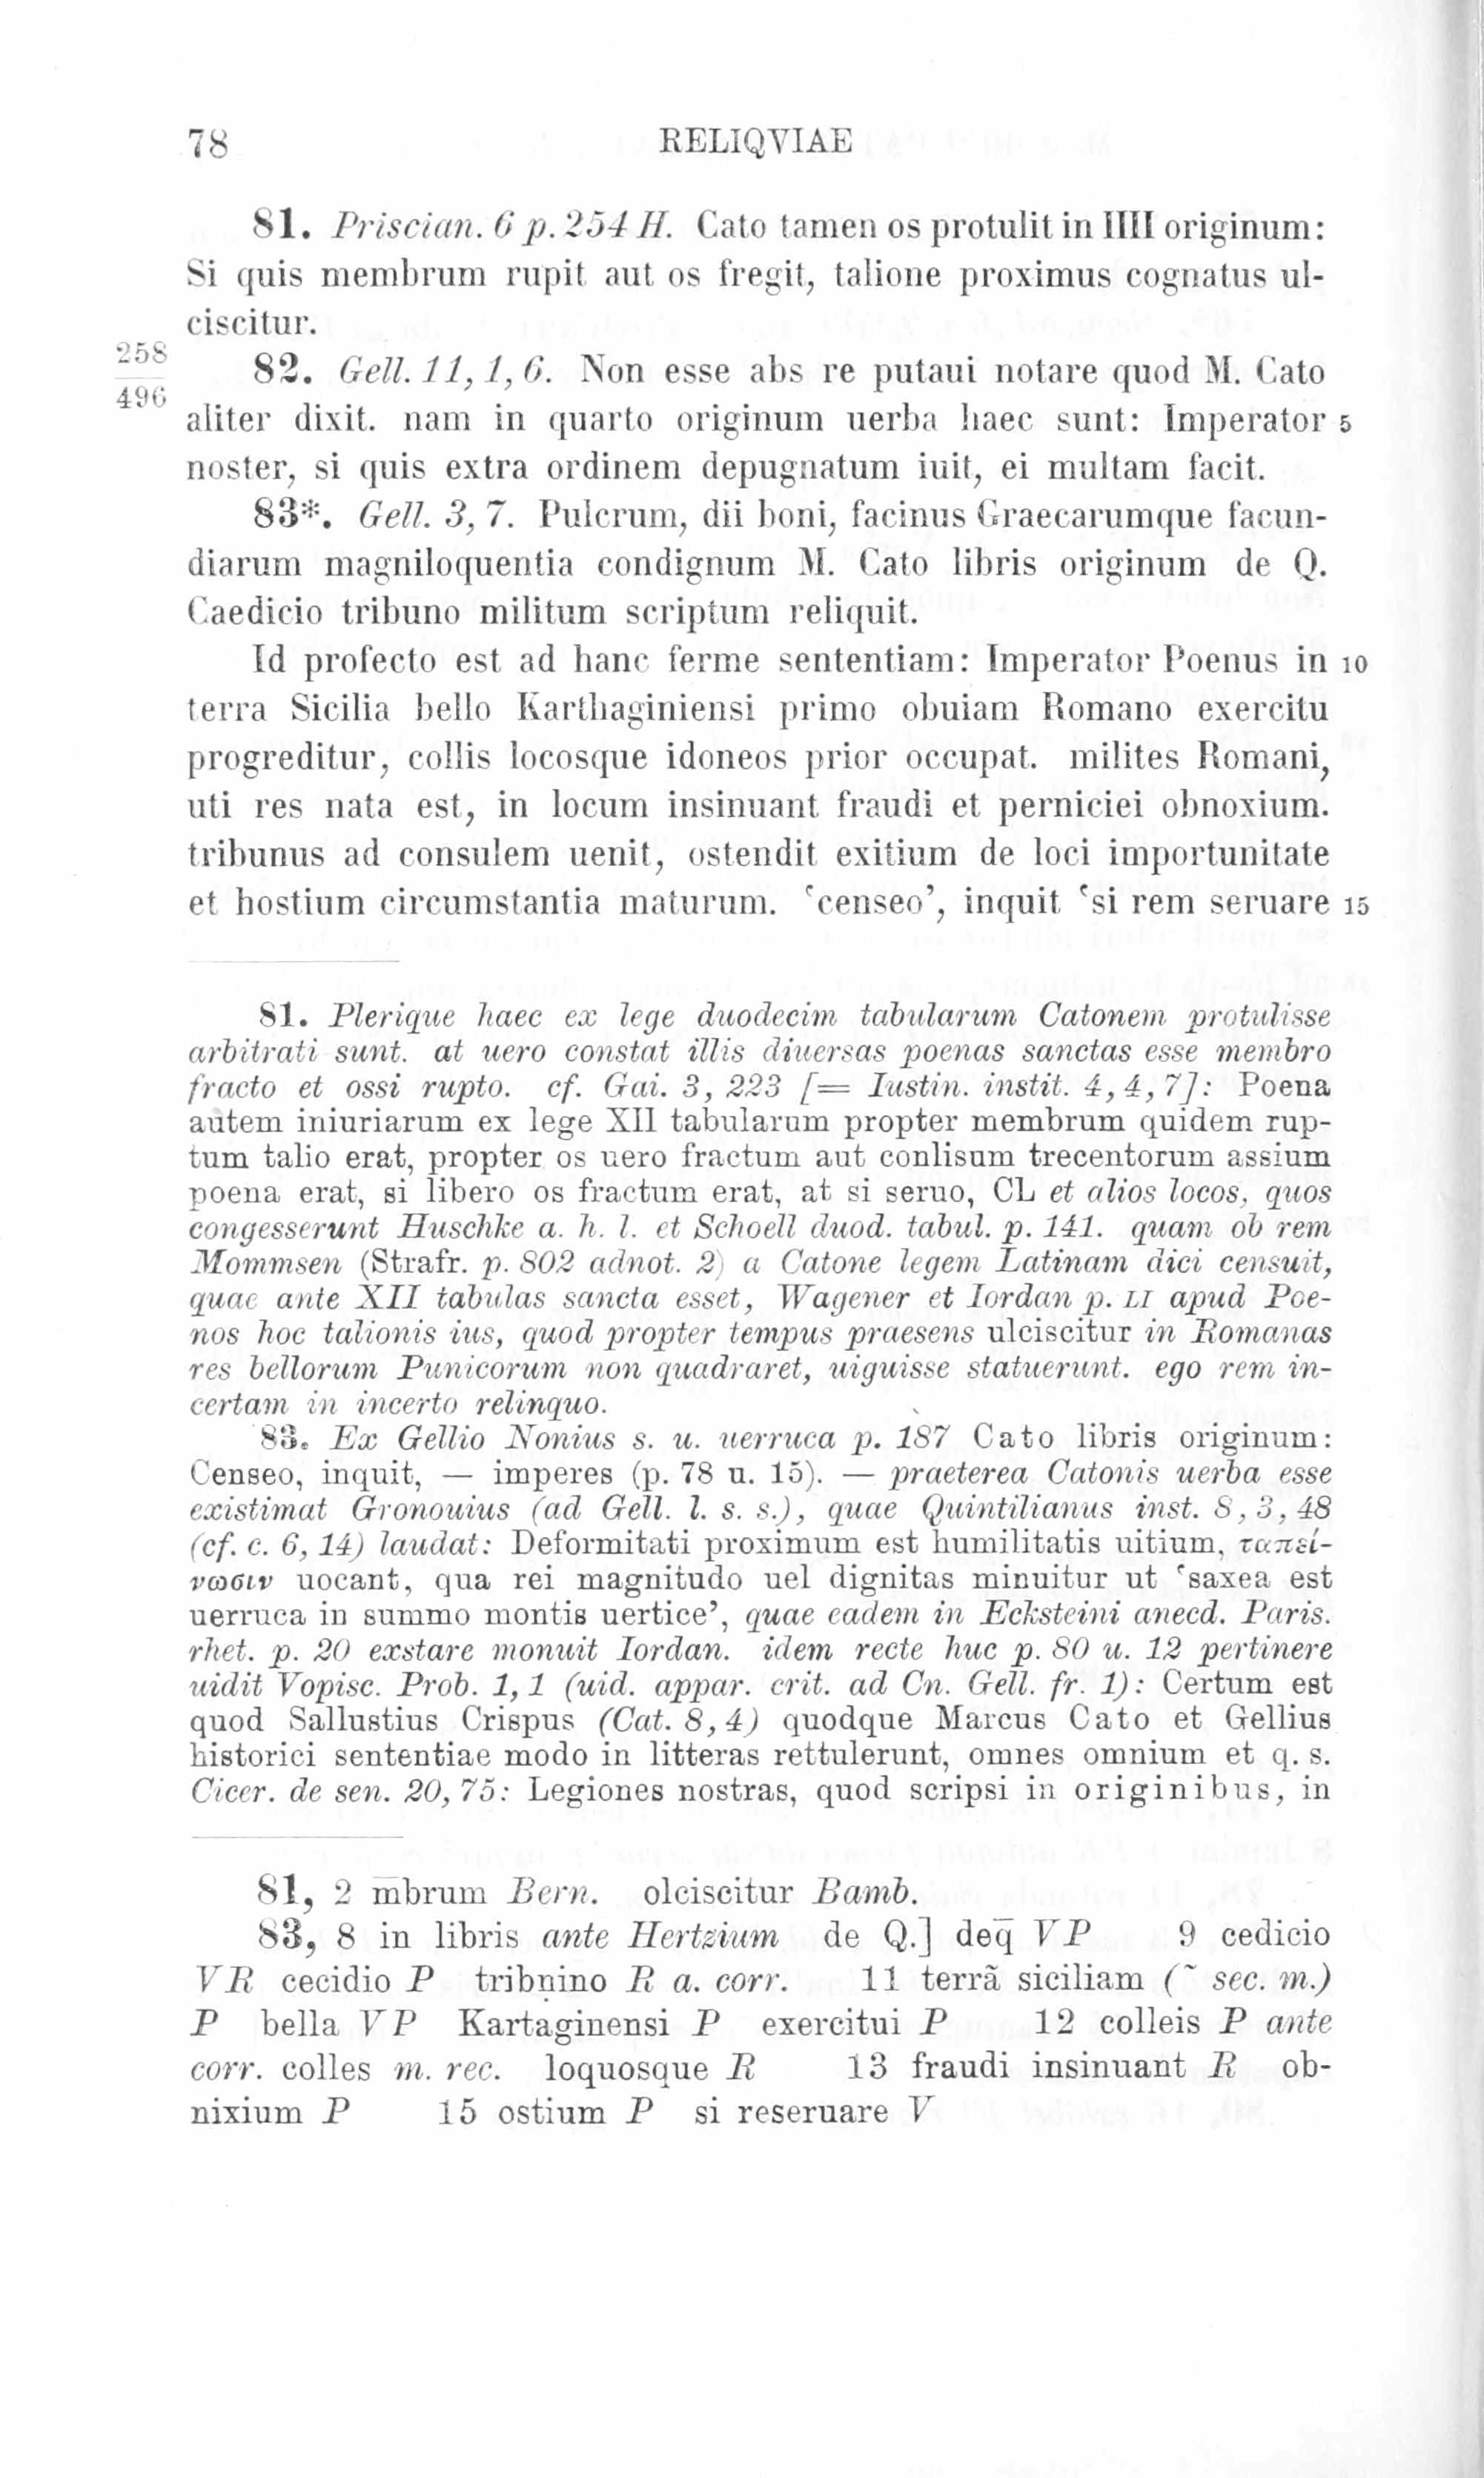 78 RELIQVIAE
81. Priscian. 6 p. 254 H. Cato tamen os protulit in IIII originum:
Si quis membrum rupit aut os fregit, talione proximus cognatus ul-
ciscitur.
258
496
82. Gell. 11, 1, 6. Non esse abs re putaui notare quod M. Cato
aliter dixit. nam in quarto originum uerba haec sunt: Imperator 5
noster, si quis extra ordinem depugnatum iuit, ei multam facit.
83*. Gell. 3, 7. Pulcrum, dii boni, facinus Graecarumque facun-
diarum magniloquentia condignum M. Cato libris originum de Q.
Caedicio tribuno militum scriptum reliquit.
Id profecto est ad hanc ferme sententiam: Imperator Poenus in 10
terra Sicilia bello Karthaginiensi primo obuiam Romano exercitu
progreditur, collis locosque idoneos prior occupat. milites Romani,
uti res nata est, in locum insinuant fraudi et perniciei obnoxium.
tribunus ad consulem uenit, ostendit exitium de loci importunitate
et hostium circumstantia maturum. ‘censeo’, inquit ‘si rem seruare 15
81. Plerique haec ex lege duodecim tabularum Catonem protulisse
arbitrati sunt. at uero constat illis diuersas poenas sanctas esse membro
fracto et ossi rupto. cf. Gai. 3, 223 [= Iustin. instit. 4, 4, 7]: Poena
autem iniuriarum ex lege XII tabularum propter membrum quidem rup-
tum talio erat, propter os uero fractum aut conlisum trecentorum assium
poena erat, si libero os fractum erat, at si seruo, CL et alios locos, quos
congesserunt Huschke a. h. l. et Schoell duod. tabul. p. 141. quam ob rem
Mommsen (Strafr. p. 802 adnot. 2) a Catone legem Latinam dici censuit,
quae ante XII tabulas sancta esset, Wagener et Iordan p. LI apud Poe-
nos hoc talionis ius, quod propter tempus praesens ulciscitur in Romanas
res bellorum Punicorum non quadraret, uiguisse statuerunt. ego rem in-
certam in incerto relinquo.
83. Ex Gellio Nonius s. u. uerruca p. 187 Cato libris originum:
Censeo, inquit, — imperes (p. 78 u. 15). — praeterea Catonis uerba esse
existimat Gronouius (ad Gell. l. s. s.), quae Quintilianus inst. 8, 3, 48
(cf. c. 6, 14) laudat: Deformitati proximum est humilitatis uitium, ταπεί-
νωσιν uocant, qua rei magnitudo uel dignitas minuitur ut ‘saxea est
uerruca in summo montis uertice’, quae eadem in Ecksteini anecd. Paris.
rhet. p. 20 exstare monuit Iordan. idem recte huc p. 80 u. 12 pertinere
uidit Vopisc. Prob. 1, 1 (uid. appar. crit. ad Cn. Gell. fr. 1): Certum est
quod Sallustius Crispus (Cat. 8, 4) quodque Marcus Cato et Gellius
historici sententiae modo in litteras rettulerunt, omnes omnium et q. s.
Cicer. de sen. 20, 75: Legiones nostras, quod scripsi in originibus, in
81, 2 m̄brum Bern. olciscitur Bamb.
83, 8 in libris ante Hertzium de Q.] deq̄ VP 9 cedicio
VR cecidio P tribṇino R a. corr. 11 terrã siciliam (˜ sec. m.)
P bella VP Kartaginensi P exercitui P 12 colleis P ante
corr. colles m. rec. loquosque R 13 fraudi insinuant R ob-
nixium P 15 ostium P si reseruare V